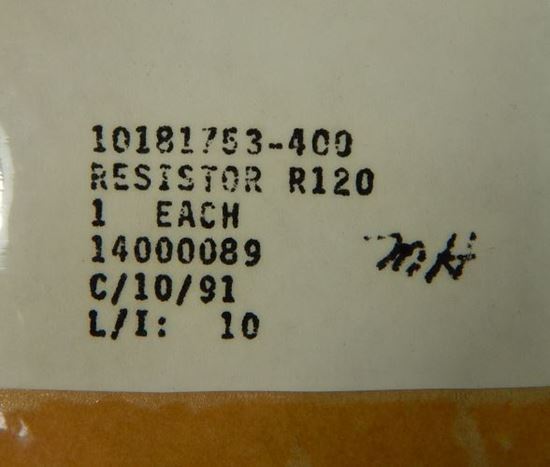 10181753-400
RESISTOR R120
1 EACH
14000089
C/10/91
L/I: 10